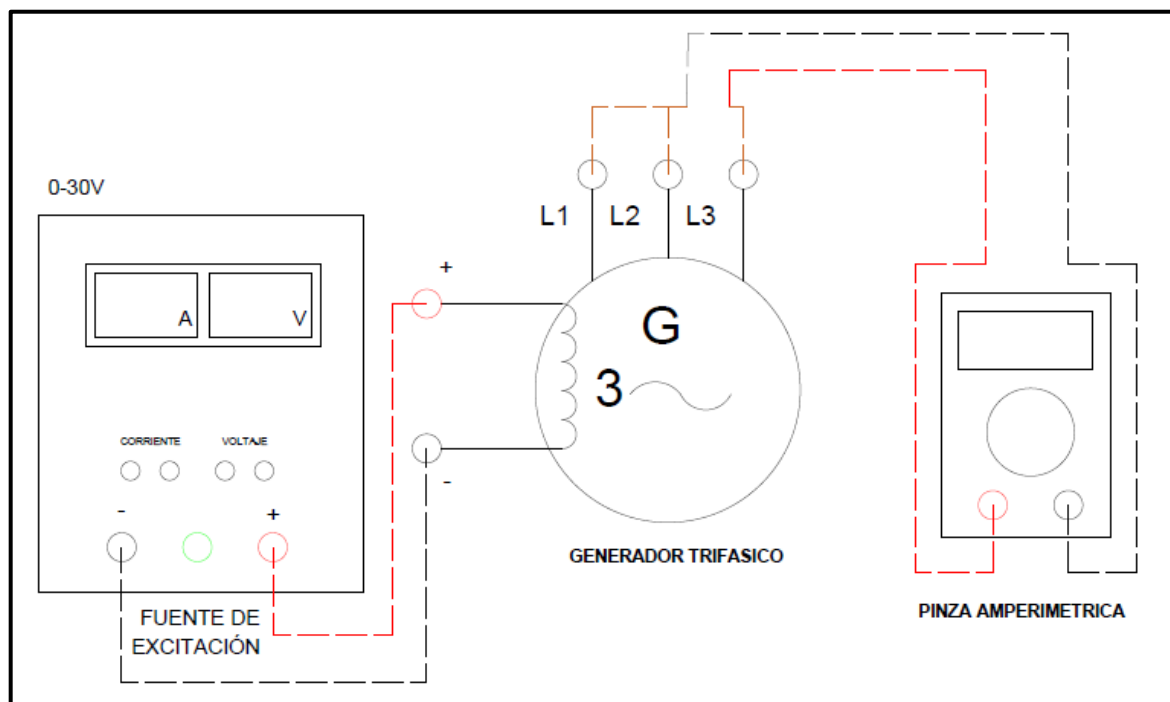 0-30V
A
V
CORRIENTE
VOLTAJE
-
+
FUENTE DE
EXCITACIÓN
+
-
L1
L2
L3
G
3
GENERADOR TRIFASICO
PINZA AMPERIMETRICA